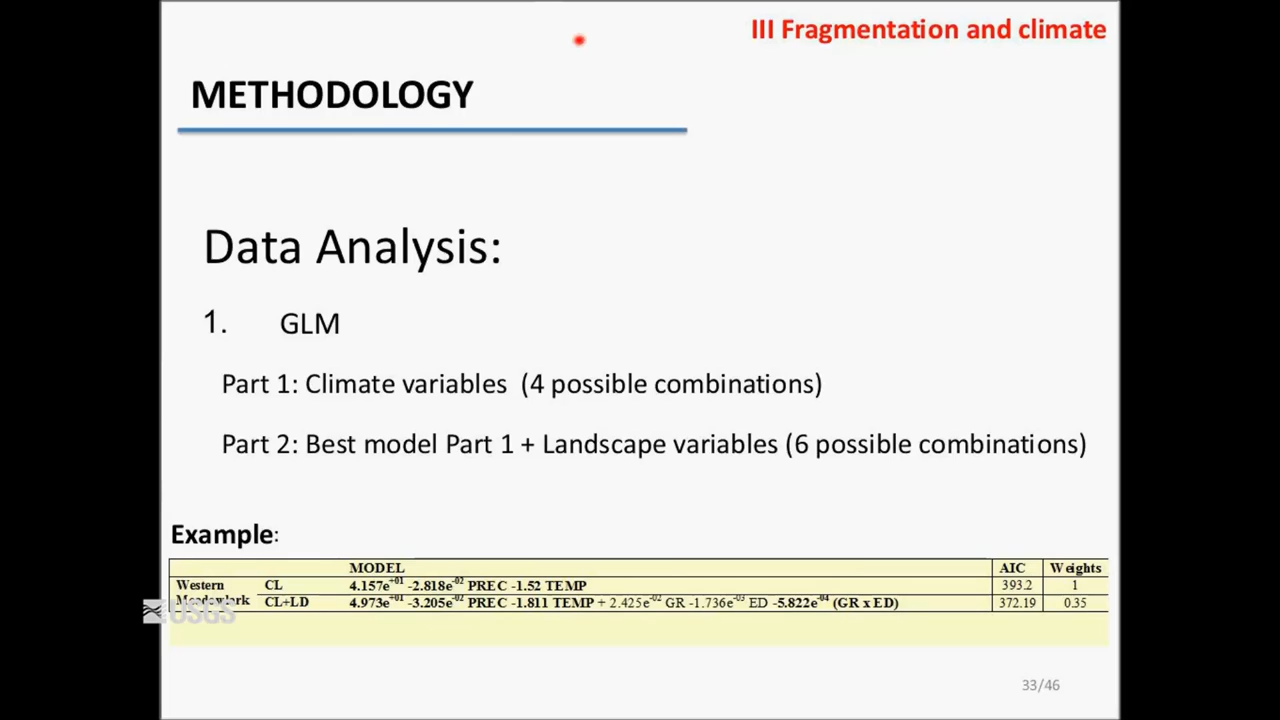 III Fragmentation and climate
METHODOLOGY
Data Analysis:
1. GLM
Part 1: Climate variables (4 possible combinations)
Part 2: Best model Part 1 + Landscape variables (6 possible combinations)
Example:
MODEL AIC Weights
Western Meadowlark CL 4.157e+01 -2.818e-02 PREC -1.52 TEMP 393.2 1
CL+LD 4.973e+01 -3.205e-02 PREC -1.811 TEMP + 2.425e-02 GR -1.736e-03 ED -5.822e-04 (GR x ED) 372.19 0.35
USGS
33/46